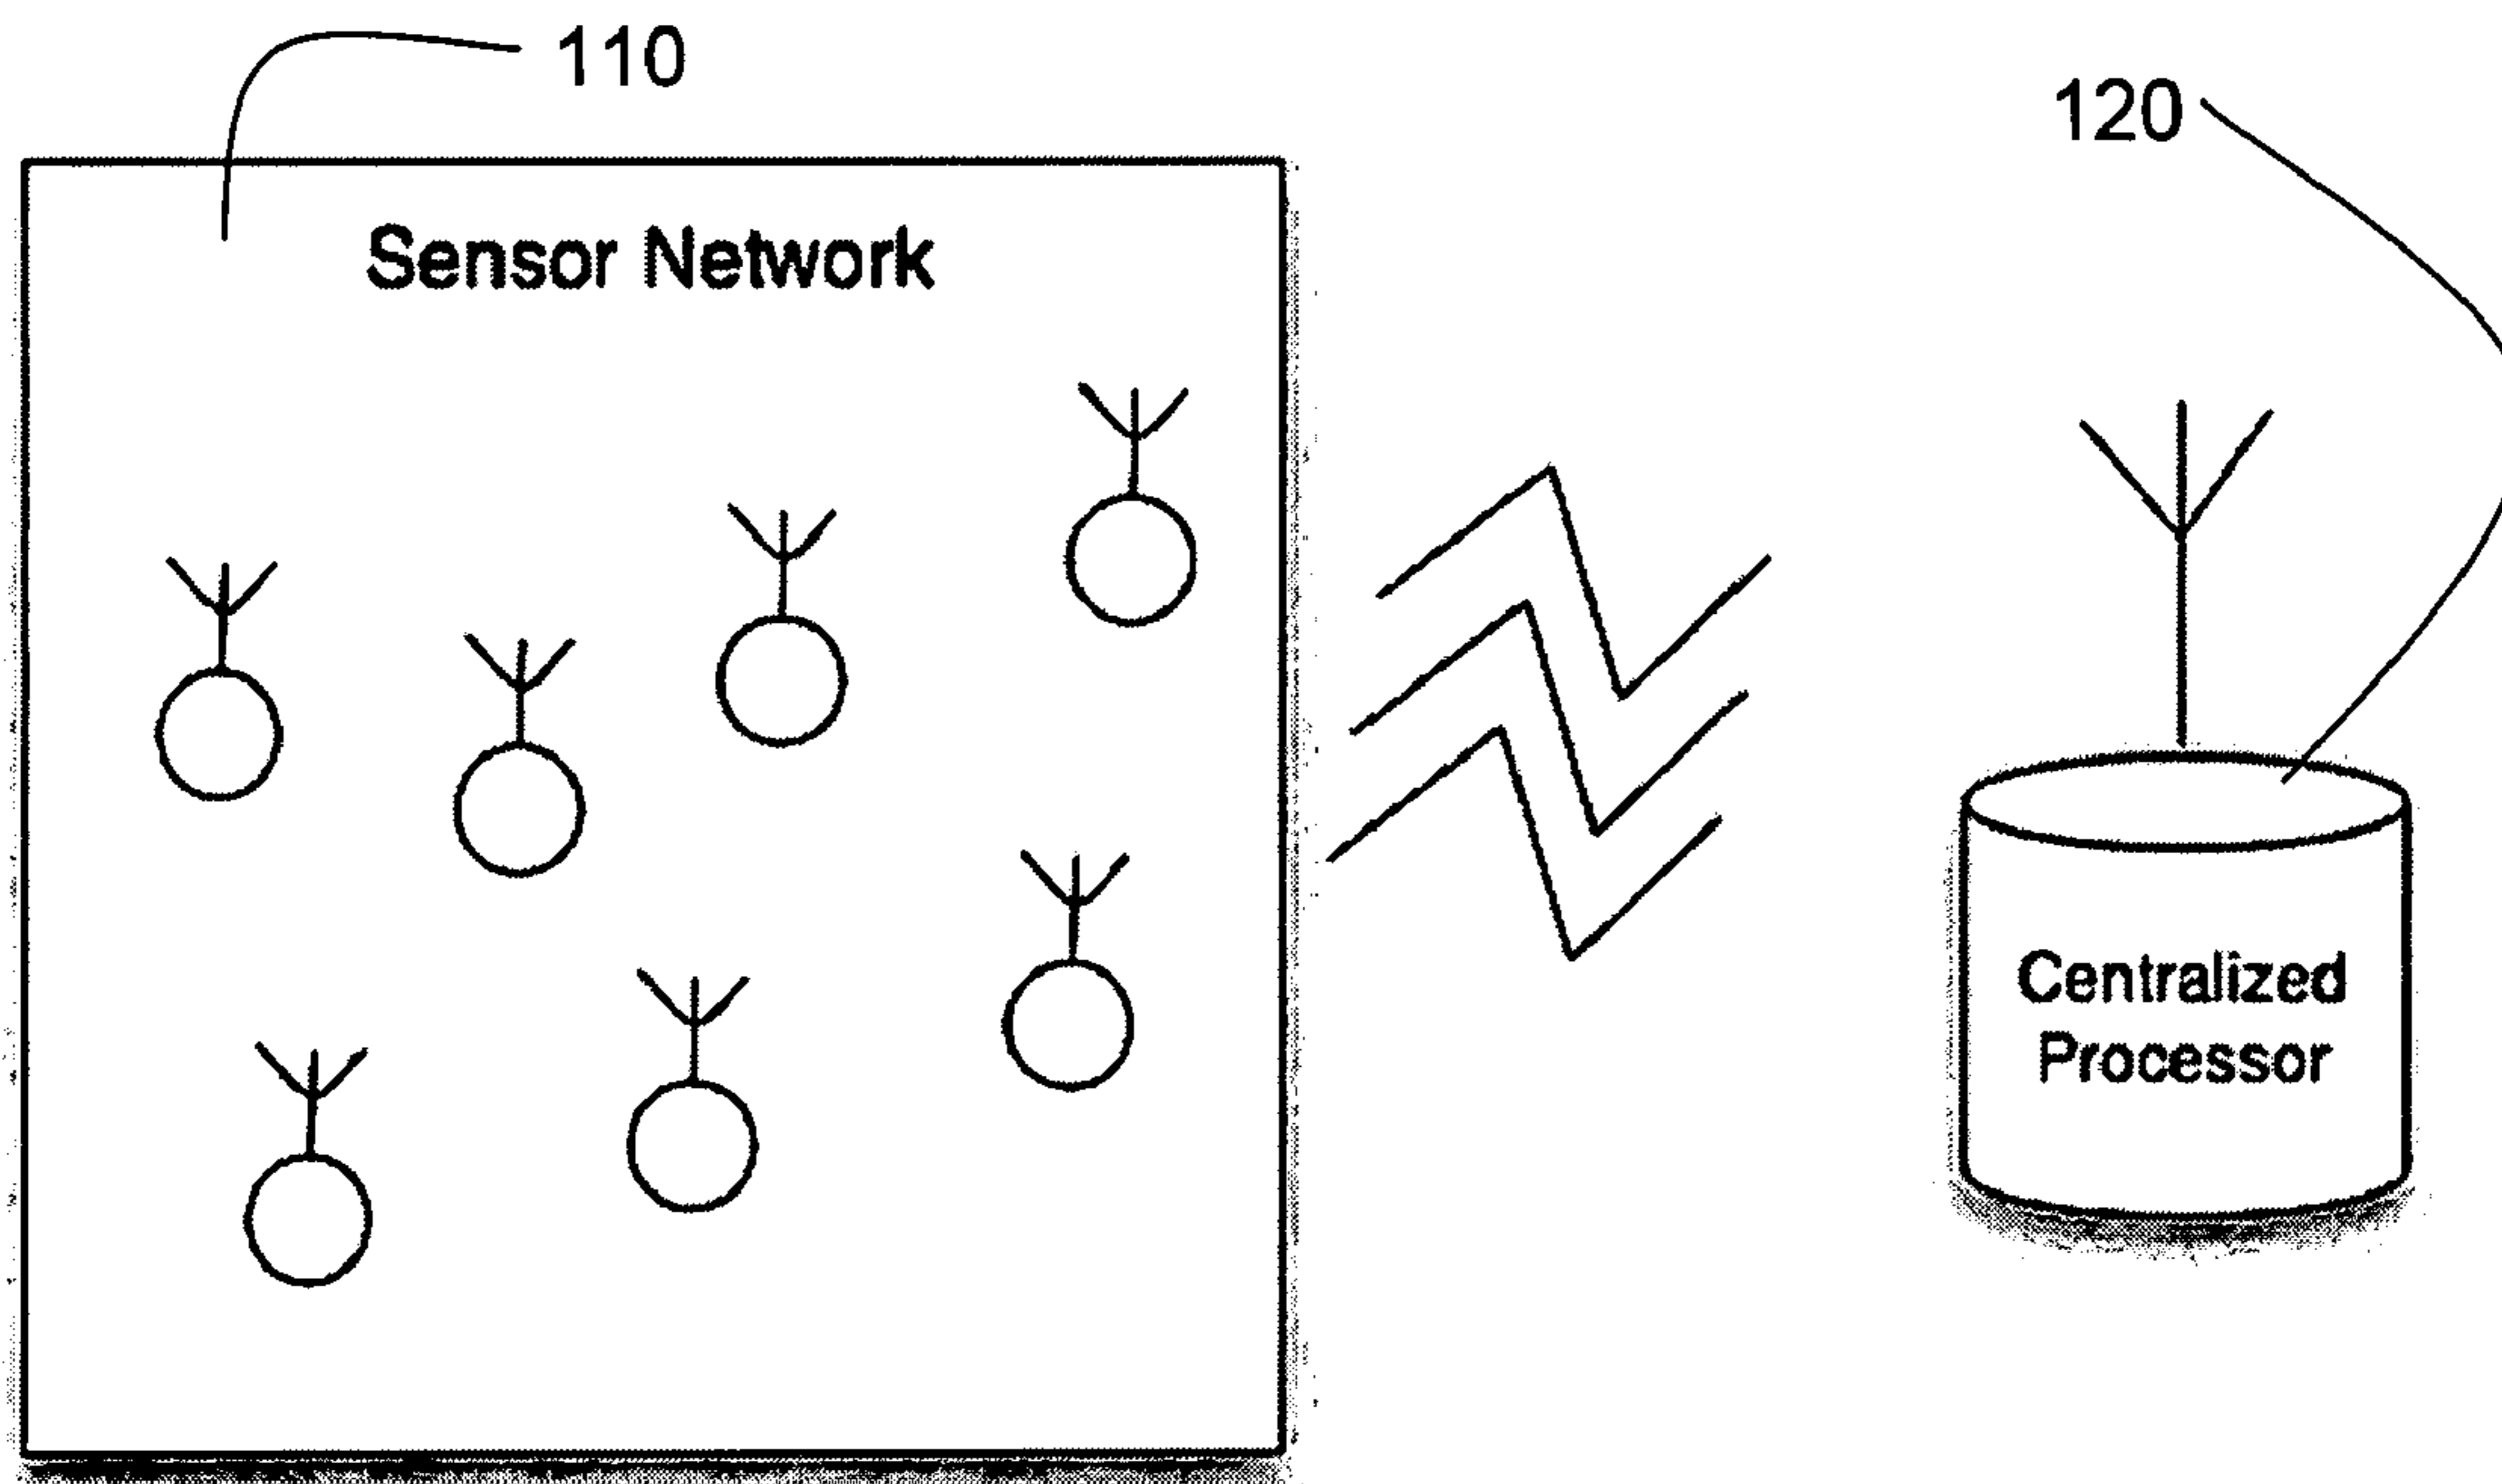 110
120
Sensor Network
Centralized
Processor